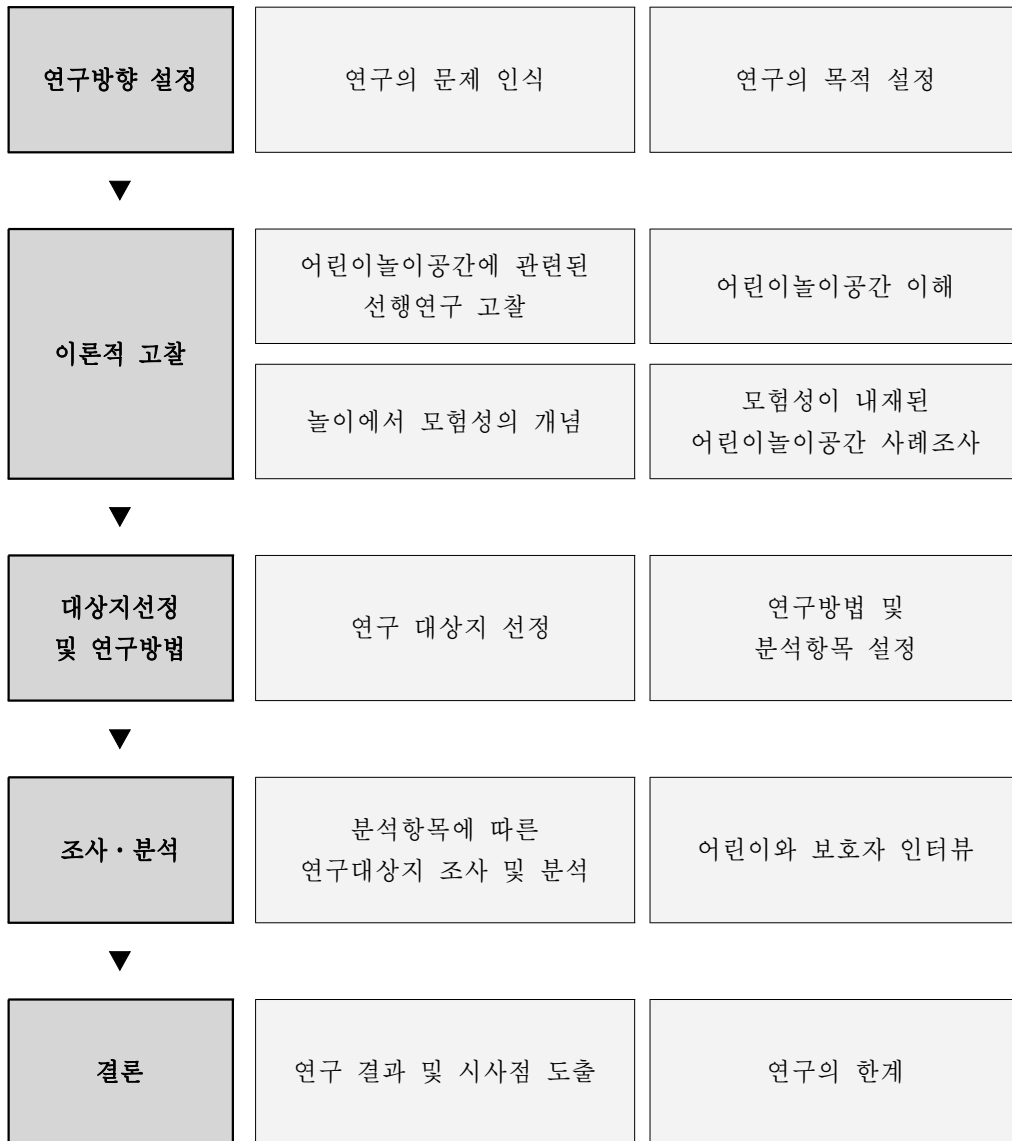 연구방향 설정
연구의 문제 인식
연구의 목적 설정
▼
이론적 고찰
어린이놀이공간에 관련된
선행연구 고찰
어린이놀이공간 이해
놀이에서 모험성의 개념
모험성이 내재된
어린이놀이공간 사례조사
▼
대상지선정
및 연구방법
연구 대상지 선정
연구방법 및
분석항목 설정
▼
조사・분석
분석항목에 따른
연구대상지 조사 및 분석
어린이와 보호자 인터뷰
▼
결론
연구 결과 및 시사점 도출
연구의 한계